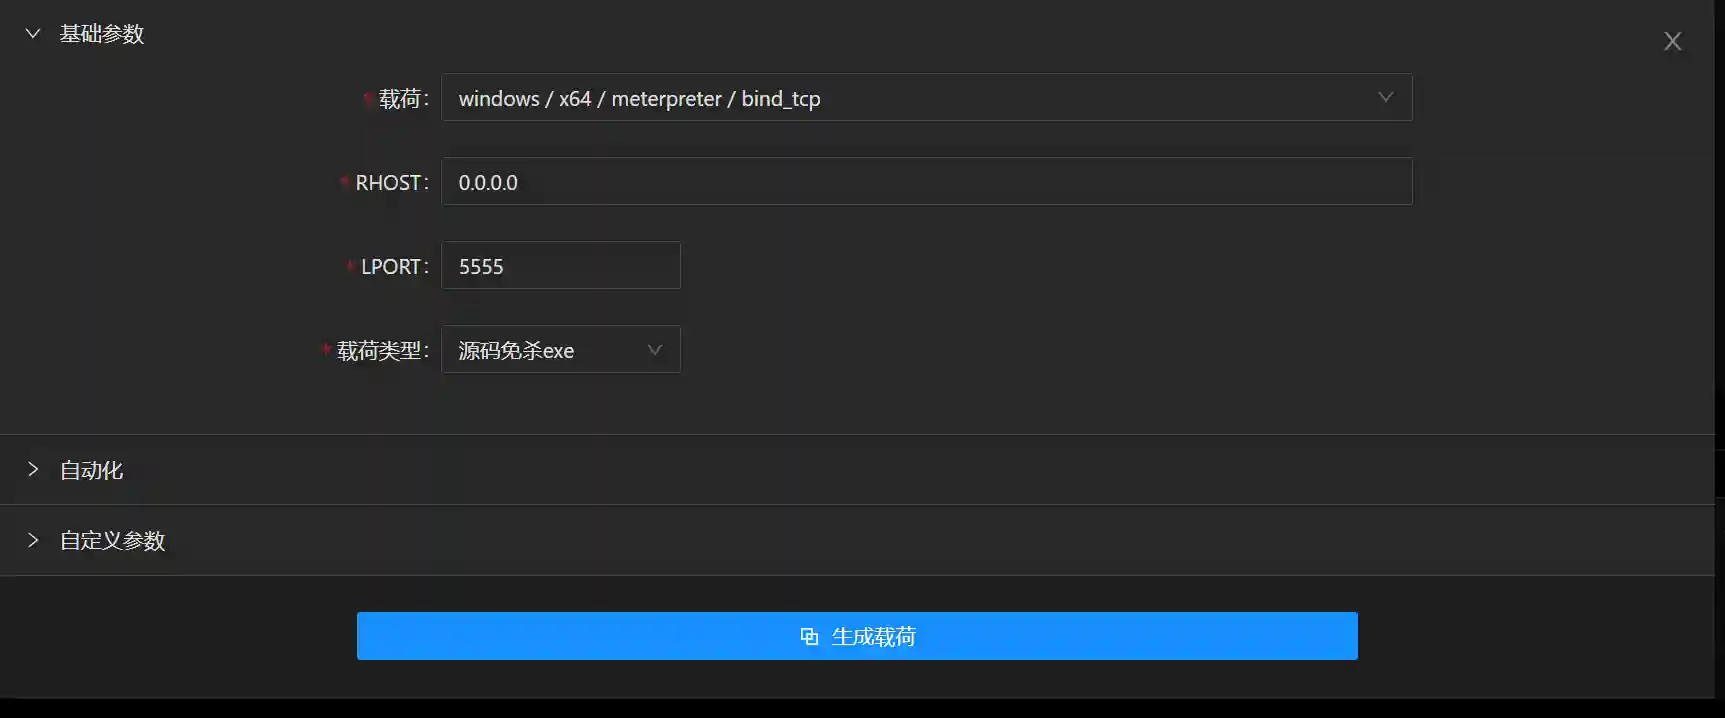 基础参数
* 载荷: windows / x64 / meterpreter / bind_tcp
* RHOST: 0.0.0.0
* LPORT: 5555
* 载荷类型: 源码免杀exe
自动化
自定义参数
生成载荷